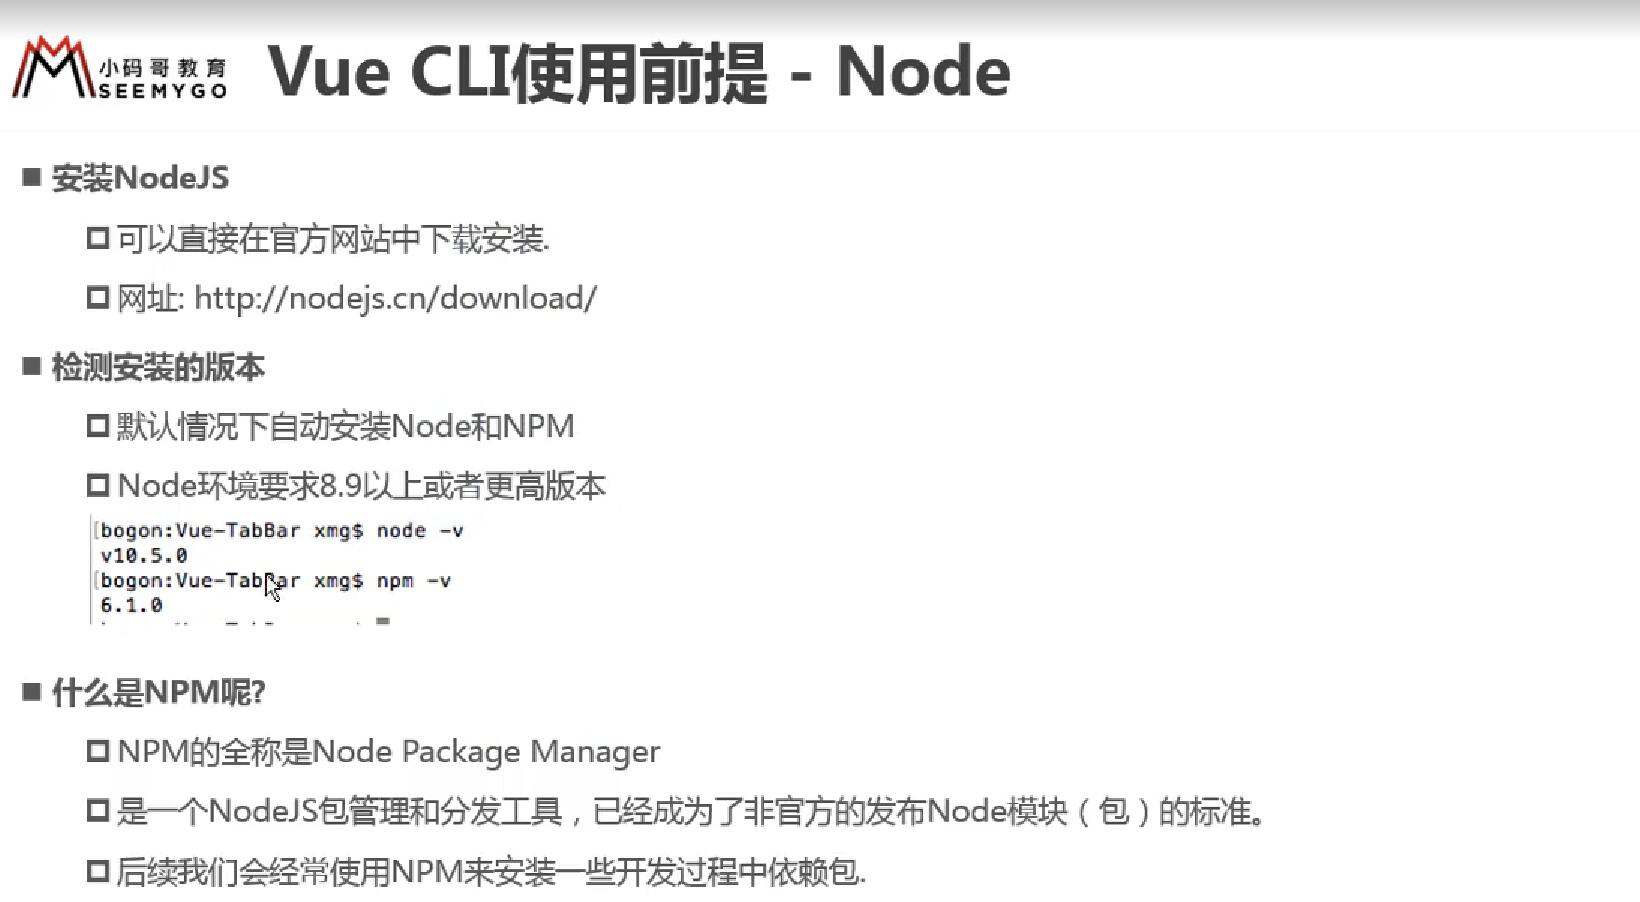 小码哥教育
SEEMYGO
Vue CLI使用前提 - Node
安装NodeJS
可以直接在官方网站中下载安装.
网址: http://nodejs.cn/download/
检测安装的版本
默认情况下自动安装Node和NPM
Node环境要求8.9以上或者更高版本
[bogon:Vue-TabBar xmg$ node -v
v10.5.0
[bogon:Vue-TabBar xmg$ npm -v
6.1.0
什么是NPM呢?
NPM的全称是Node Package Manager
是一个NodeJS包管理和分发工具，已经成为了非官方的发布Node模块（包）的标准。
后续我们会经常使用NPM来安装一些开发过程中依赖包.